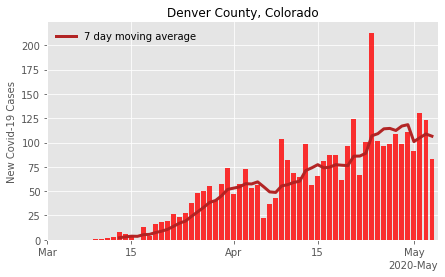 Denver County, Colorado
7 day moving average
New Covid-19 Cases
200
175
150
125
100
75
50
25
0
Mar
15
Apr
15
May
2020-May